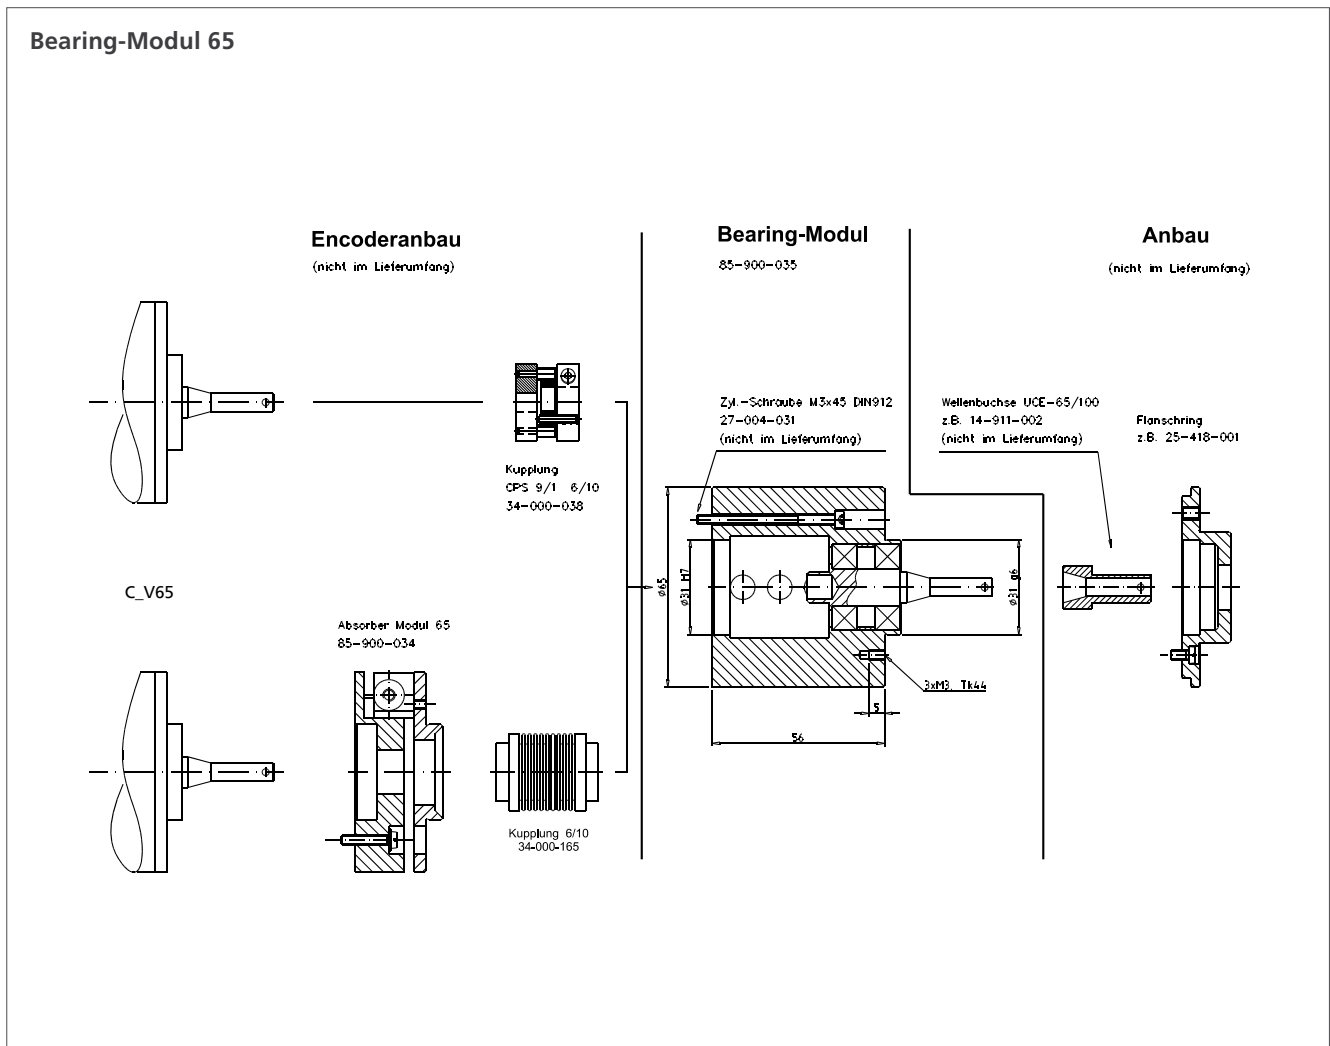 Bearing-Modul 65
Encoderanbau
(nicht im Lieferumfang)
Bearing-Modul
85-900-035
Anbau
(nicht im Lieferumfang)
Zyl.-Schraube M3x45 DIN912
27-004-031
(nicht im Lieferumfang)
Wellenbuchse UCE-65/100
z.B. 14-911-002
(nicht im Lieferumfang)
Flanschring
z.B. 25-418-001
Kupplung
CPS 9/1 6/10
34-000-038
C_V65
Absorber Modul 65
85-900-034
Kupplung 6/10
34-000-165
ø65
ø31 H7
ø31 g6
3xM3, Tk44
5
56